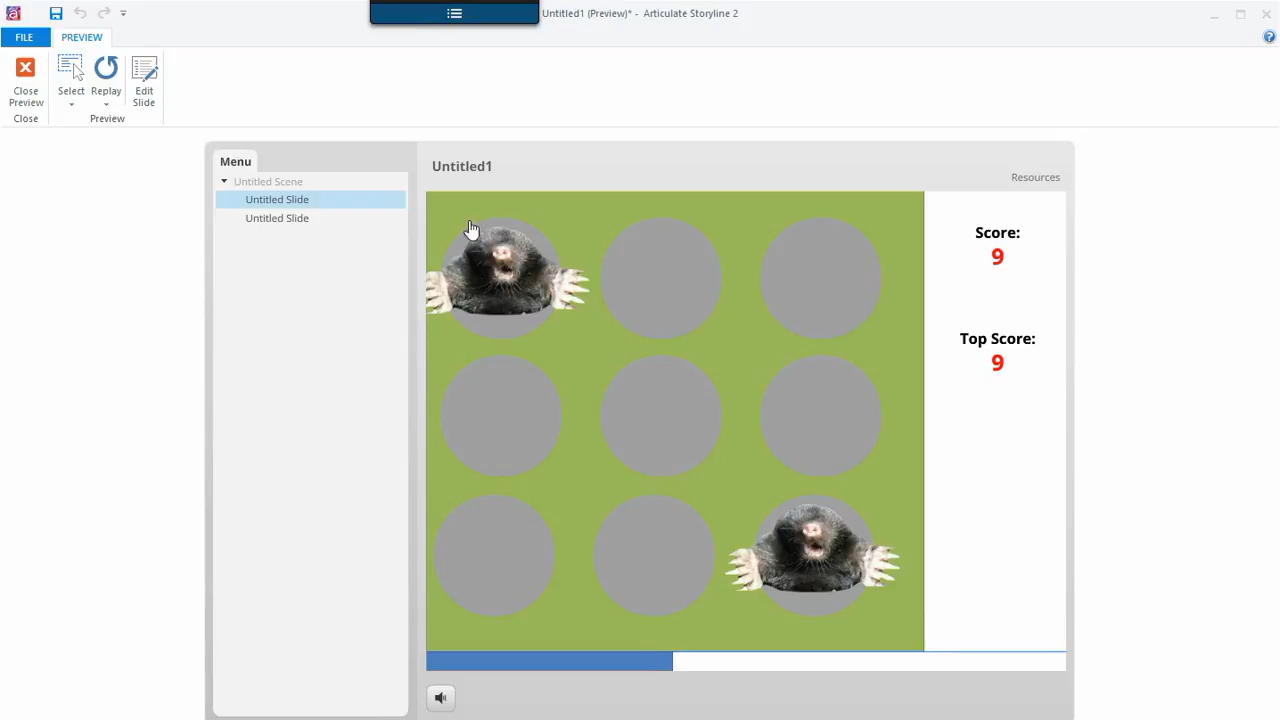 Untitled1 (Preview)* - Articulate Storyline 2
FILE
PREVIEW
Close Preview
Select
Replay
Edit Slide
Close
Preview
Menu
Untitled Scene
Untitled Slide
Untitled Slide
Untitled1
Resources
Score:
9
Top Score:
9